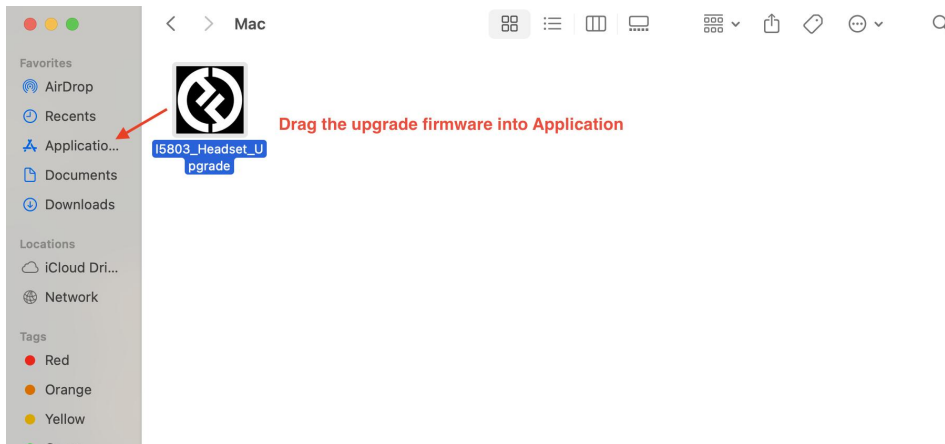 Mac
Favorites
AirDrop
Recents
Applicatio...
Documents
Downloads
Locations
iCloud Dri...
Network
Tags
Red
Orange
Yellow
I5803_Headset_U
pgrade
Drag the upgrade firmware into Application